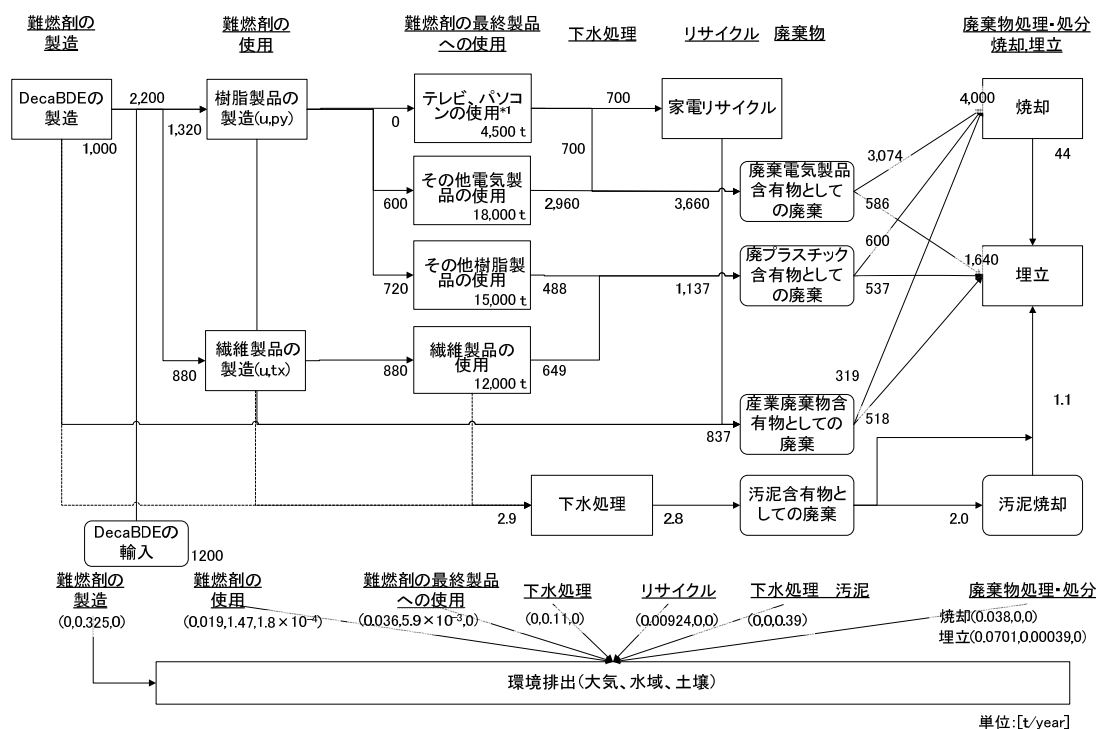 難燃剤の
製造
難燃剤の
使用
難燃剤の最終製品
への使用
下水処理
リサイクル
廃棄物
廃棄物処理・処分
焼却,埋立
DecaBDEの
製造
1,000
2,200
1,320
樹脂製品の
製造(u,py)
0
テレビ、パソコ
ンの使用*1
4,500 t
700
700
家電リサイクル
4,000
焼却
44
その他電気製
品の使用
18,000 t
600
2,960
3,660
廃棄電気製品
含有物として
の廃棄
3,074
586
その他樹脂製
品の使用
15,000 t
720
488
1,137
廃プラスチック
含有物として
の廃棄
600
537
1,640
埋立
880
繊維製品の
製造(u,tx)
880
繊維製品の
使用
12,000 t
649
837
産業廃棄物含
有物としての
廃棄
319
518
1.1
2.9
下水処理
2.8
汚泥含有物と
しての廃棄
2.0
汚泥焼却
DecaBDEの
輸入
1200
難燃剤の
製造
(0,0.325,0)
難燃剤の
使用
(0.019,1.47,1.8×10⁻⁴)
難燃剤の最終製品
への使用
(0.036,5.9×10⁻³,0)
下水処理
(0,0.11,0)
リサイクル
(0.00924,0,0)
下水処理 汚泥
(0,0,0.39)
廃棄物処理・処分
焼却(0.038,0,0)
埋立(0.0701,0.00039,0)
環境排出(大気、水域、土壌)
単位:[t/year]